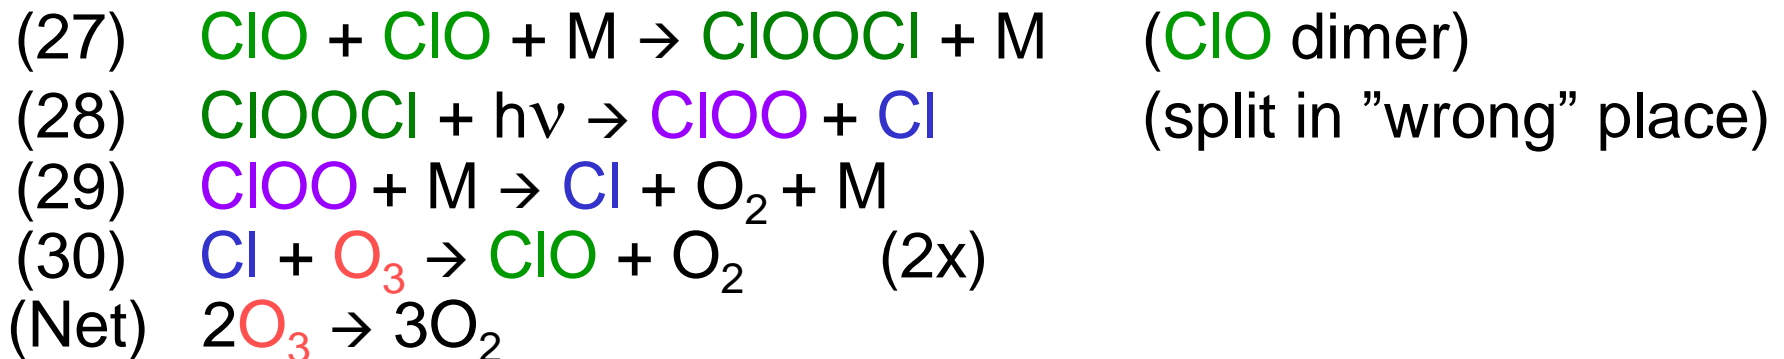 (27) ClO + ClO + M → ClOOCl + M (ClO dimer)
(28) ClOOCl + hν → ClOO + Cl (split in ”wrong” place)
(29) ClOO + M → Cl + O₂ + M
(30) Cl + O₃ → ClO + O₂ (2x)
(Net) 2O₃ → 3O₂